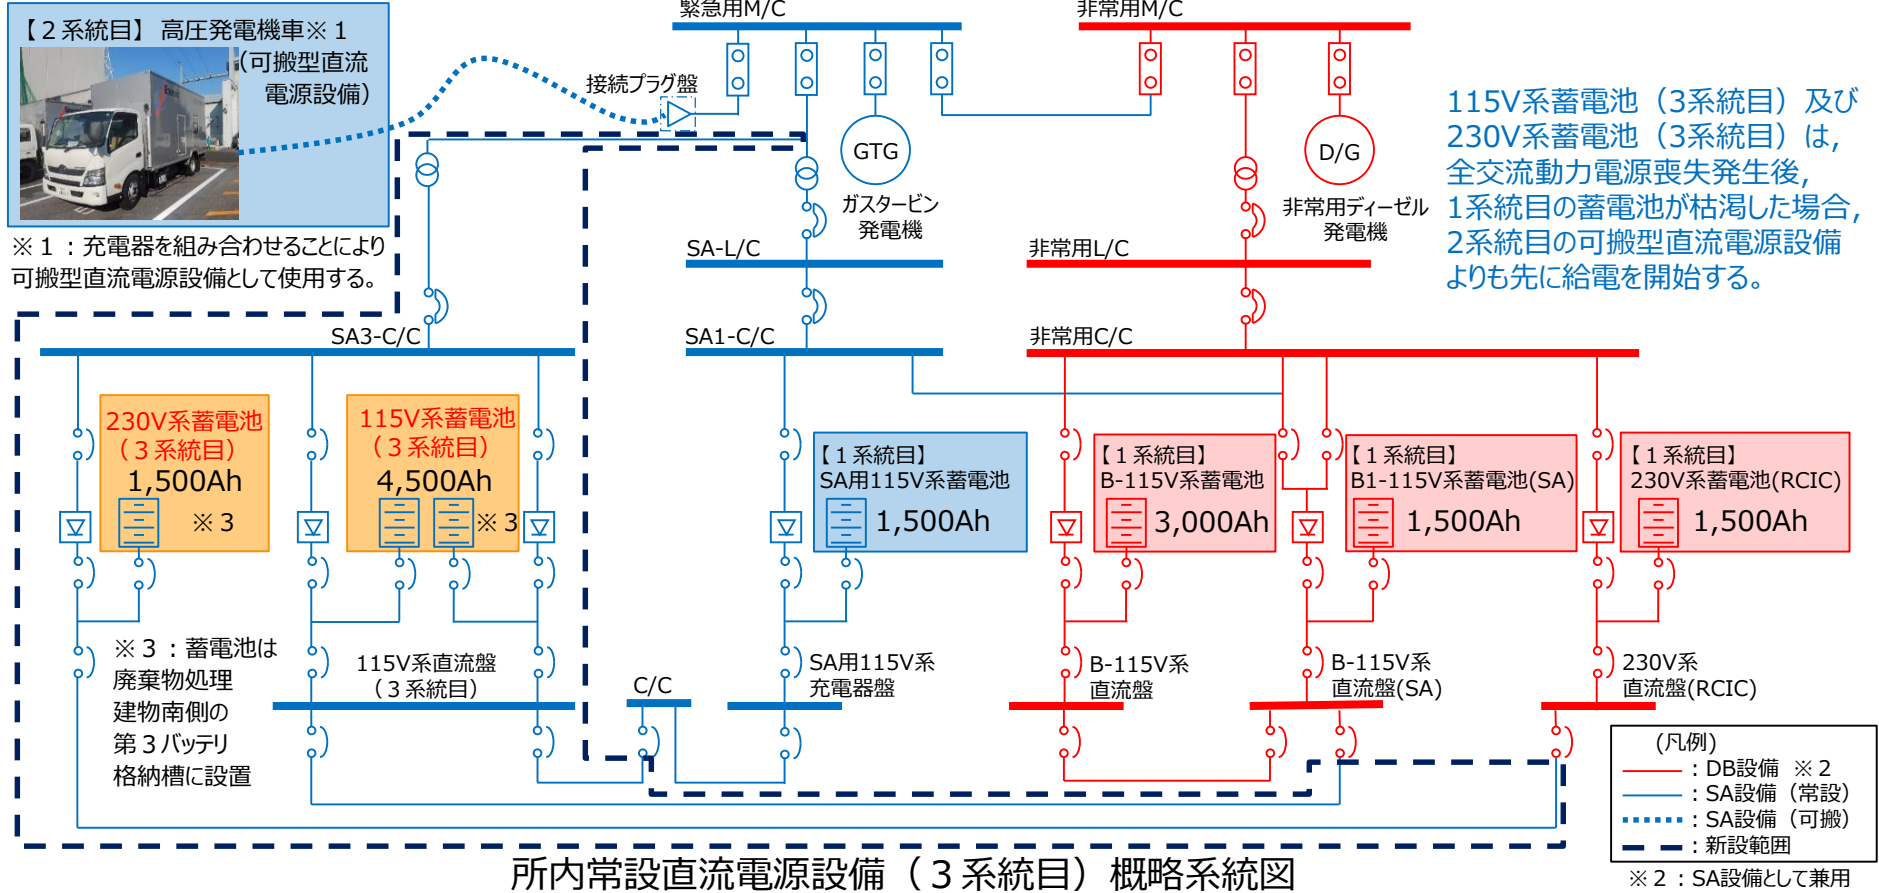 【２系統目】 高圧発電機車※１
（可搬型直流
電源設備）
※１：充電器を組み合わせることにより
可搬型直流電源設備として使用する。
緊急用M/C
非常用M/C
接続プラグ盤
GTG
ガスタービン
発電機
D/G
非常用ディーゼル
発電機
115V系蓄電池（3系統目）及び
230V系蓄電池（3系統目）は，
全交流動力電源喪失発生後，
1系統目の蓄電池が枯渇した場合，
2系統目の可搬型直流電源設備
よりも先に給電を開始する。
SA-L/C
非常用L/C
SA3-C/C
SA1-C/C
非常用C/C
230V系蓄電池
（３系統目）
1,500Ah
※３
115V系蓄電池
（３系統目）
4,500Ah
※３
【１系統目】
SA用115V系蓄電池
1,500Ah
【１系統目】
B-115V系蓄電池
3,000Ah
【１系統目】
B1-115V系蓄電池(SA)
1,500Ah
【１系統目】
230V系蓄電池(RCIC)
1,500Ah
※３：蓄電池は
廃棄物処理
建物南側の
第３バッテリ
格納槽に設置
115V系直流盤
（３系統目）
C/C
SA用115V系
充電器盤
B-115V系
直流盤
B-115V系
直流盤(SA)
230V系
直流盤(RCIC)
(凡例)
：DB設備 ※２
：SA設備（常設）
：SA設備（可搬）
：新設範囲
※２：SA設備として兼用
所内常設直流電源設備（３系統目）概略系統図